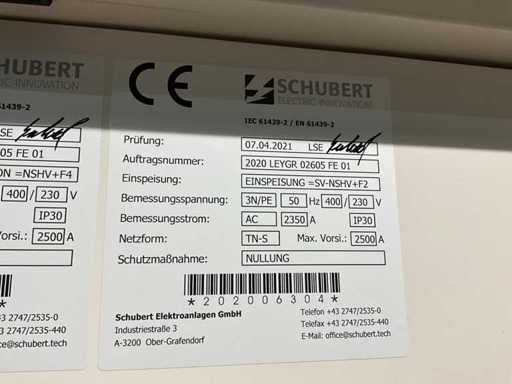 HUBERT
TRIC INNOVATION
61439-2
LSE
05 FE 01
ON =NSHV+F4
400 / 230 V
IP30
Vorsi.: 2500 A
*
n +43 2747/2535-0
+43 2747/2535-440
office@schubert.tech
CE SCHUBERT
ELECTRIC INNOVATION
IEC 61439-2 / EN 61439-2
Prüfung: 07.04.2021 LSE
Auftragsnummer: 2020 LEYGR 02605 FE 01
Einspeisung: EINSPEISUNG =SV-NSHV+F2
Bemessungsspannung: 3N/PE 50 Hz 400 / 230 V
Bemessungsstrom: AC 2350 A IP30
Netzform: TN-S Max. Vorsi.: 2500 A
Schutzmaßnahme: NULLUNG
*202006304*
Schubert Elektroanlagen GmbH
Industriestraße 3
A-3200 Ober-Grafendorf
Telefon +43 2747/2535-0
Telefax +43 2747/2535-440
E-Mail: office@schubert.tech